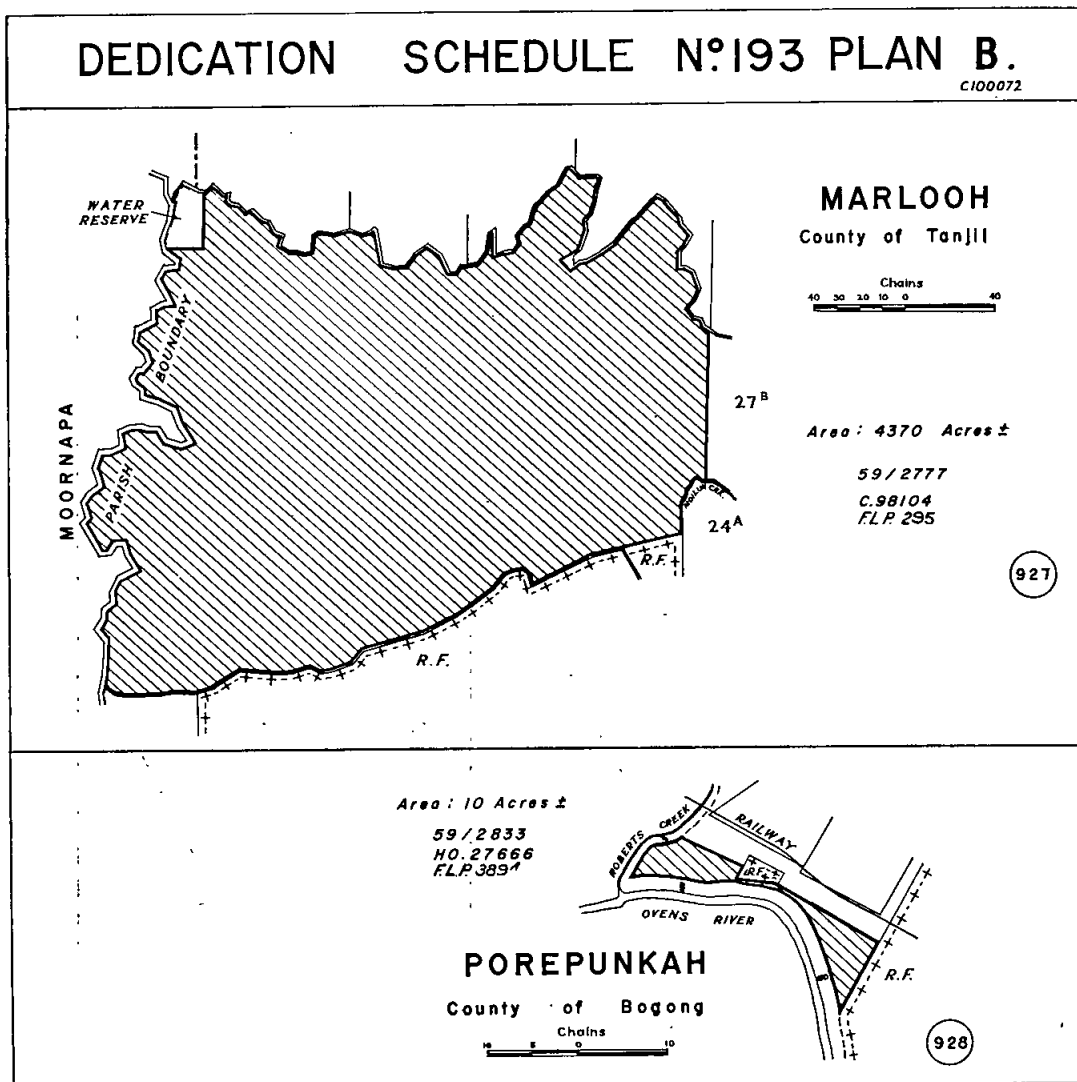 DEDICATION SCHEDULE Nº193 PLAN B.
C100072
WATER
RESERVE
MARLOOH
County of Tanjil
Chains
40 30 20 10 0 40
BOUNDARY
PARISH
MOORNAPA
27B
Area: 4370 Acres ±
59/2777
C.98104
F.L.P. 295
24A
R.F.
R.F.
927
Area: 10 Acres ±
59/2833
HO.27666
F.L.P. 389A
ROBERTS CREEK
RAILWAY
R.F.
OVENS RIVER
R.F.
POREPUNKAH
County of Bogong
Chains
10 5 0 10
928